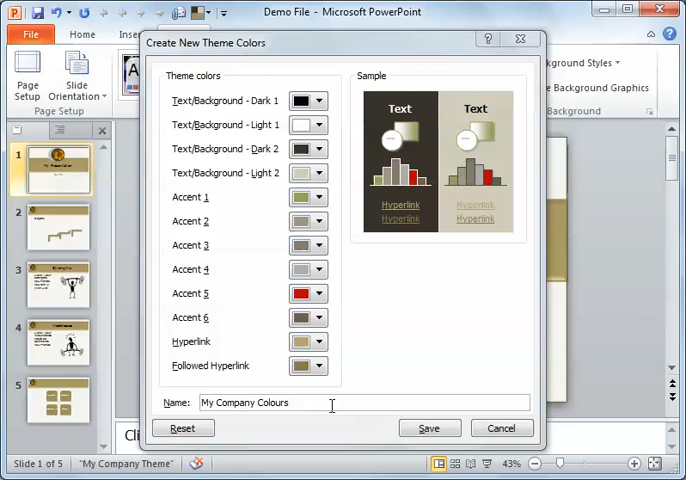 Demo File - Microsoft PowerPoint
File
Home
Inser
Page
Setup
Slide
Orientation
Page Setup
A
Background Styles
Background Graphics
Create New Theme Colors
Theme colors
Text/Background - Dark 1
Text/Background - Light 1
Text/Background - Dark 2
Text/Background - Light 2
Accent 1
Accent 2
Accent 3
Accent 4
Accent 5
Accent 6
Hyperlink
Followed Hyperlink
Sample
Text
Text
Hyperlink
Hyperlink
Hyperlink
Hyperlink
Name:
My Company Colours
Reset
Save
Cancel
1
2
3
4
5
Slide 1 of 5
"My Company Theme"
43%